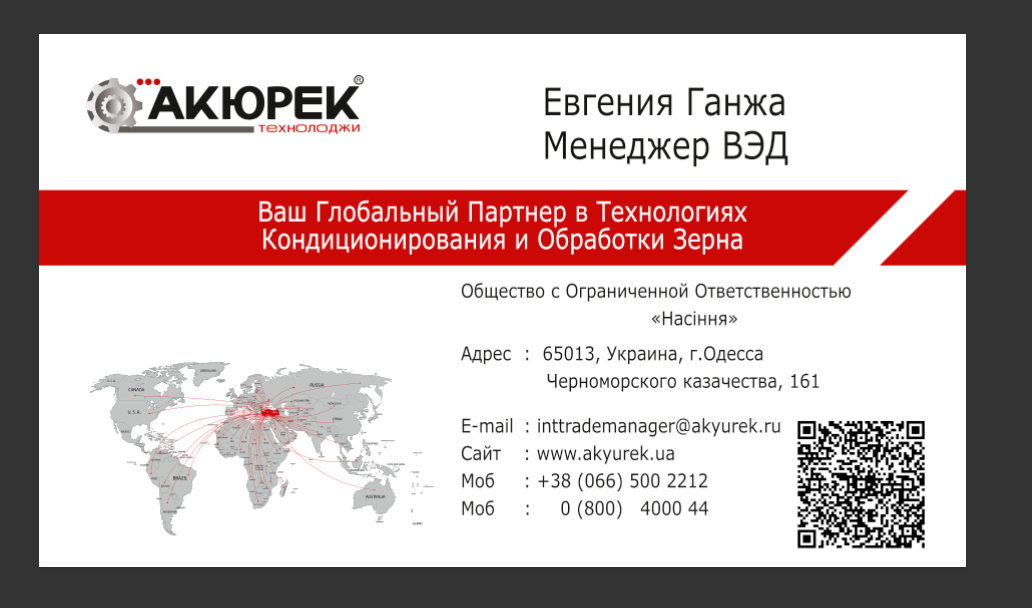 АКЮРЕК®
технолоджи
Евгения Ганжа
Менеджер ВЭД
Ваш Глобальный Партнер в Технологиях
Кондиционирования и Обработки Зерна
Общество с Ограниченной Ответственностью
«Насіння»
Адрес : 65013, Украина, г.Одесса
Черноморского казачества, 161
E-mail : inttrademanager@akyurek.ru
Сайт : www.akyurek.ua
Моб : +38 (066) 500 2212
Моб : 0 (800) 4000 44
RUSSIA
CANADA
U.S.A.
CHINA
BRAZIL
AUSTRALIA